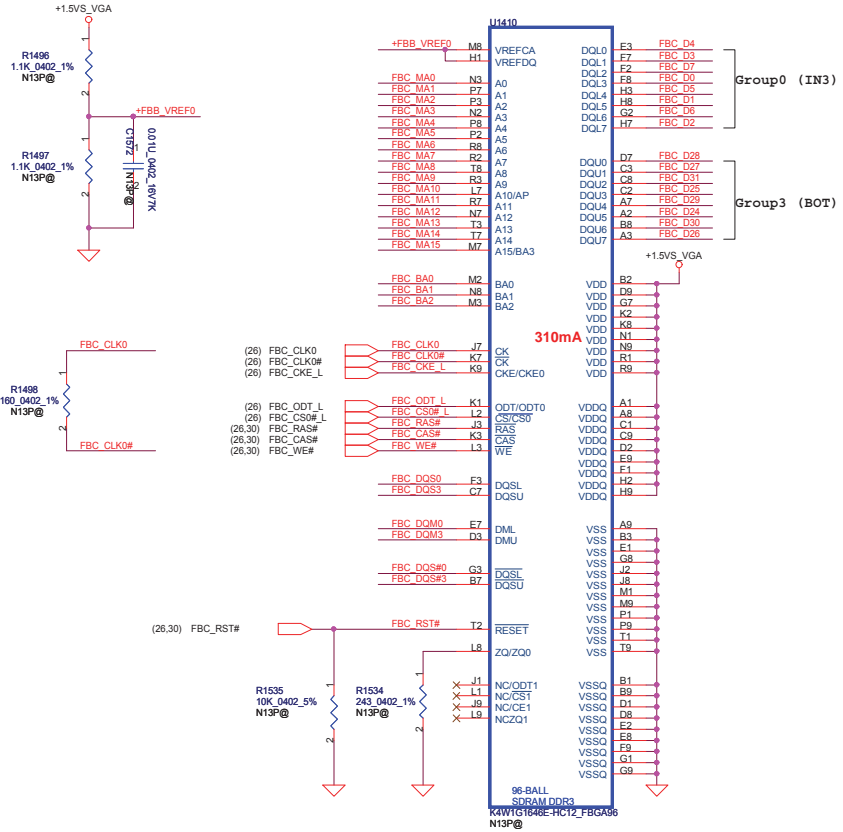 +1.5VS_VGA
R1496
1.1K_0402_1%
N13P@
1
2
+FBB_VREF0
C1572
0.01U_0402_16V7K
N13P@
1
2
R1497
1.1K_0402_1%
N13P@
1
2
FBC_CLK0
R1498
160_0402_1%
N13P@
1
2
FBC_CLK0#
U1410
+FBB_VREF0 M8 VREFCA
H1 VREFDQ
FBC_MA0 N3 A0
FBC_MA1 P7 A1
FBC_MA2 P3 A2
FBC_MA3 N2 A3
FBC_MA4 P8 A4
FBC_MA5 P2 A5
FBC_MA6 R8 A6
FBC_MA7 R2 A7
FBC_MA8 T8 A8
FBC_MA9 R3 A9
FBC_MA10 L7 A10/AP
FBC_MA11 R7 A11
FBC_MA12 N7 A12
FBC_MA13 T3 A13
FBC_MA14 T7 A14
FBC_MA15 M7 A15/BA3
FBC_BA0 M2 BA0
FBC_BA1 N8 BA1
FBC_BA2 M3 BA2
(26) FBC_CLK0 FBC_CLK0 J7 CK
(26) FBC_CLK0# FBC_CLK0# K7 CK
(26) FBC_CKE_L FBC_CKE_L K9 CKE/CKE0
(26) FBC_ODT_L FBC_ODT_L K1 ODT/ODT0
(26) FBC_CS0#_L FBC_CS0#_L L2 CS/CS0
(26,30) FBC_RAS# FBC_RAS# J3 RAS
(26,30) FBC_CAS# FBC_CAS# K3 CAS
(26,30) FBC_WE# FBC_WE# L3 WE
FBC_DQS0 F3 DQSL
FBC_DQS3 C7 DQSU
FBC_DQM0 E7 DML
FBC_DQM3 D3 DMU
FBC_DQS#0 G3 DQSL
FBC_DQS#3 B7 DQSU
(26,30) FBC_RST# FBC_RST# T2 RESET
L8 ZQ/ZQ0
R1535
10K_0402_5%
N13P@
1
2
R1534
243_0402_1%
N13P@
1
2
J1 NC/ODT1
L1 NC/CS1
J9 NC/CE1
L9 NCZQ1
310mA
DQL0 E3 FBC_D4
DQL1 F7 FBC_D3
DQL2 F2 FBC_D7
DQL3 F8 FBC_D0
DQL4 H3 FBC_D5
DQL5 H8 FBC_D1
DQL6 G2 FBC_D6
DQL7 H7 FBC_D2
Group0 (IN3)
DQU0 D7 FBC_D28
DQU1 C3 FBC_D27
DQU2 C8 FBC_D31
DQU3 C2 FBC_D25
DQU4 A7 FBC_D29
DQU5 A2 FBC_D24
DQU6 B8 FBC_D30
DQU7 A3 FBC_D26
Group3 (BOT)
+1.5VS_VGA
VDD B2
VDD D9
VDD G7
VDD K2
VDD K8
VDD N1
VDD N9
VDD R1
VDD R9
VDDQ A1
VDDQ A8
VDDQ C1
VDDQ C9
VDDQ D2
VDDQ E9
VDDQ F1
VDDQ H2
VDDQ H9
VSS A9
VSS B3
VSS E1
VSS G8
VSS J2
VSS J8
VSS M1
VSS M9
VSS P1
VSS P9
VSS T1
VSS T9
VSSQ B1
VSSQ B9
VSSQ D1
VSSQ D8
VSSQ E2
VSSQ E8
VSSQ F9
VSSQ G1
VSSQ G9
96-BALL
SDRAM DDR3
K4W1G1646E-HC12_FBGA96
N13P@